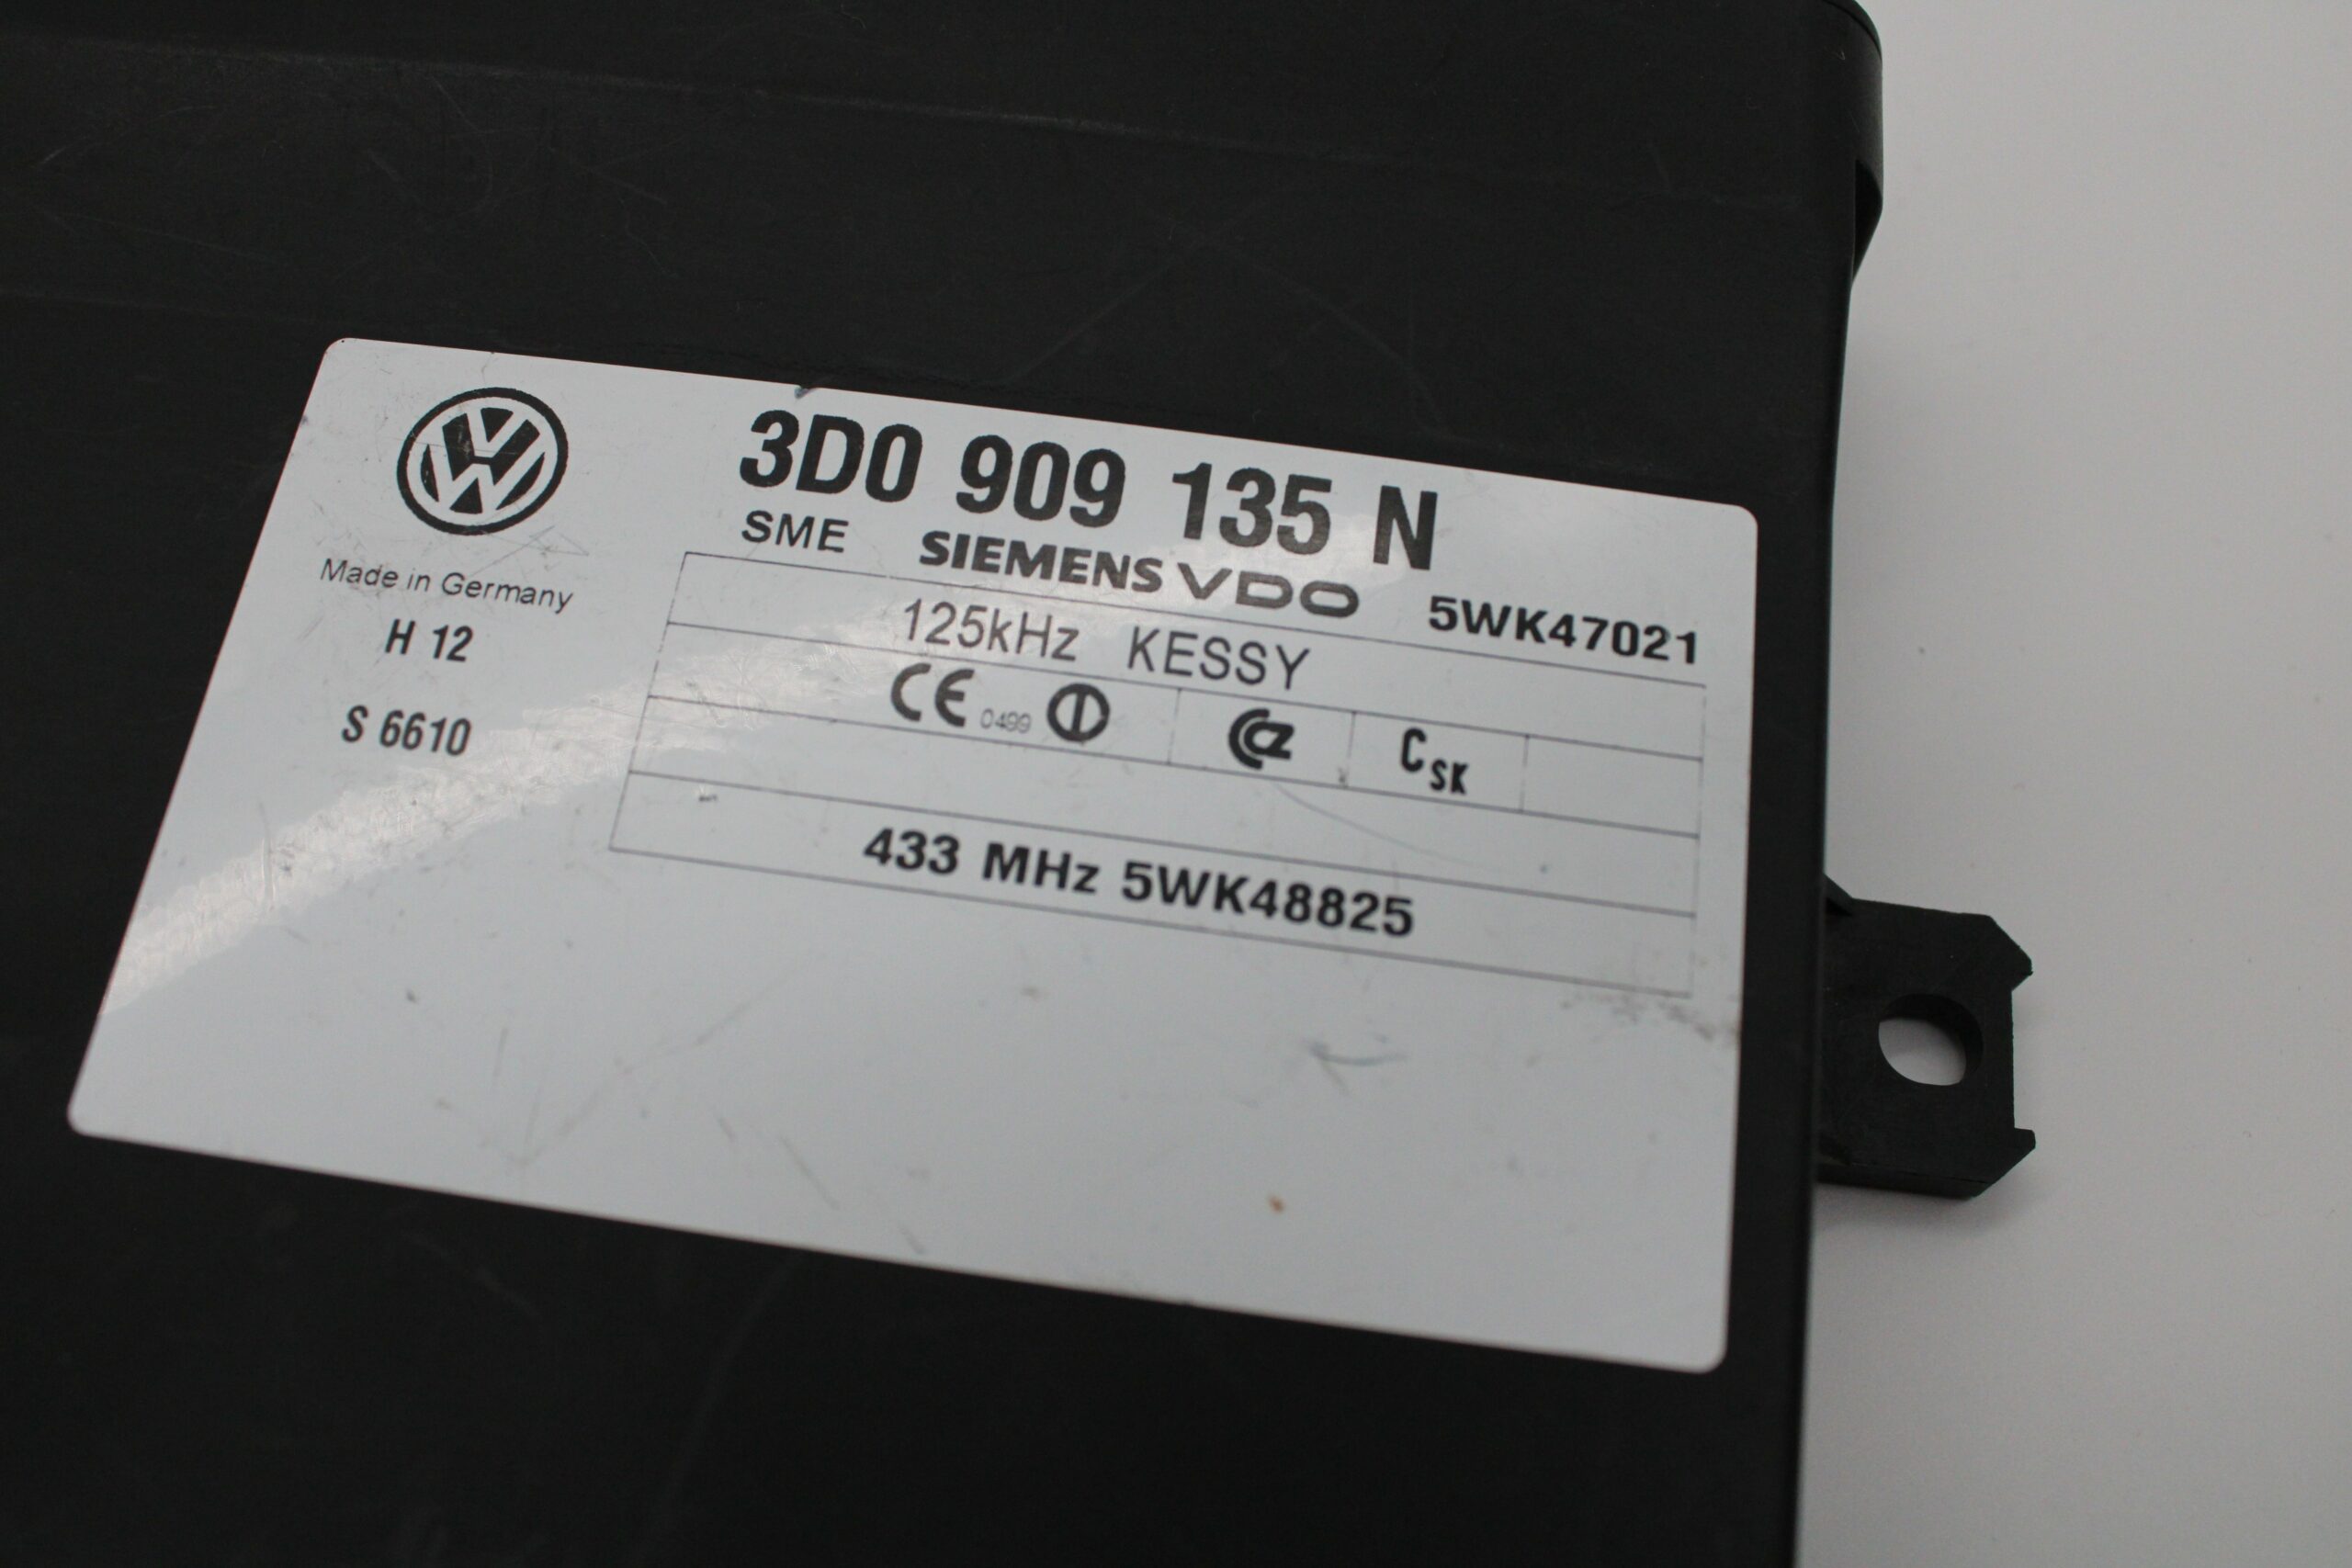 3D0 909 135 N
SME SIEMENS VDO 5WK47021
Made in Germany
H 12
S 6610
125kHz KESSY
CE 0499
CZ
CSK
433 MHz 5WK48825